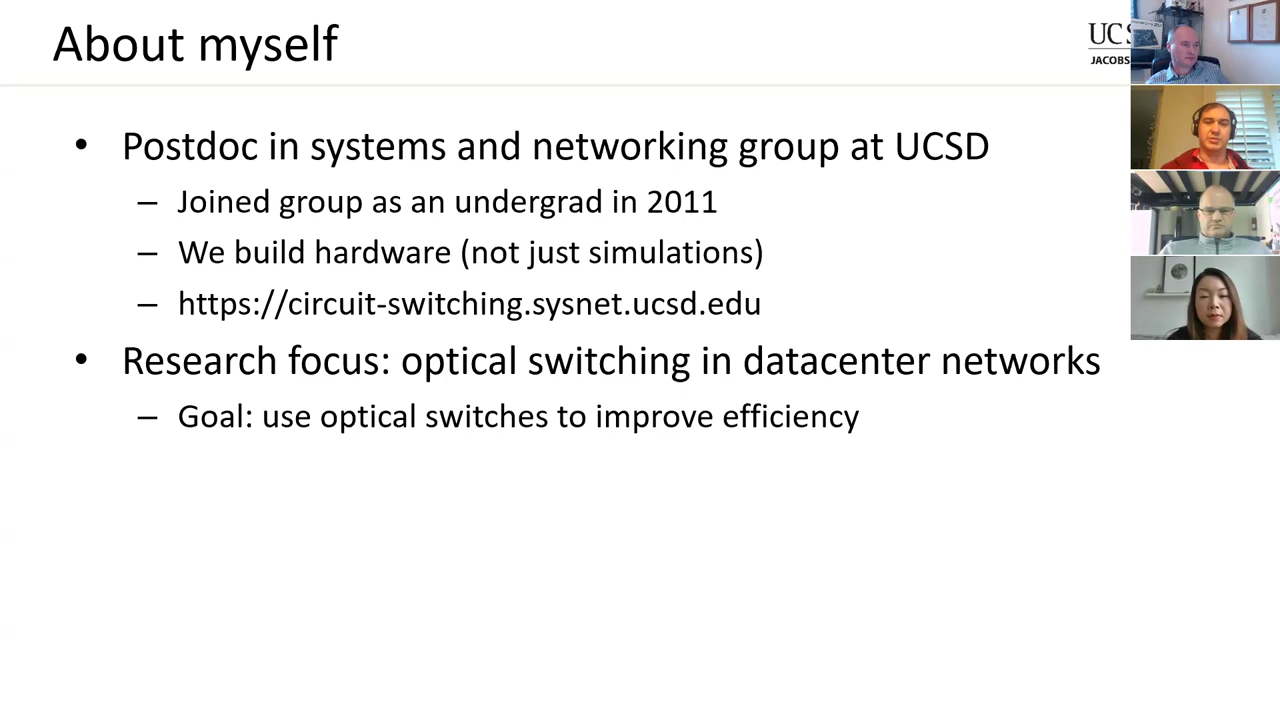 About myself
UCS
JACOBS
• Postdoc in systems and networking group at UCSD
– Joined group as an undergrad in 2011
– We build hardware (not just simulations)
– https://circuit-switching.sysnet.ucsd.edu
• Research focus: optical switching in datacenter networks
– Goal: use optical switches to improve efficiency